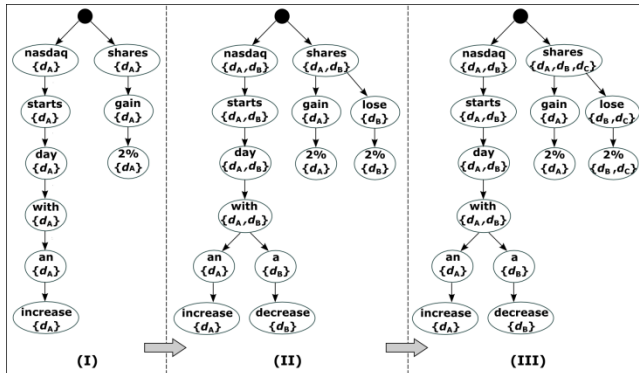 nasdaq
{dA}
shares
{dA}
starts
{dA}
gain
{dA}
day
{dA}
2%
{dA}
with
{dA}
an
{dA}
increase
{dA}
(I)
nasdaq
{dA,dB}
shares
{dA,dB}
starts
{dA,dB}
gain
{dA}
lose
{dB}
day
{dA,dB}
2%
{dA}
2%
{dB}
with
{dA,dB}
an
{dA}
a
{dB}
increase
{dA}
decrease
{dB}
(II)
nasdaq
{dA,dB}
shares
{dA,dB,dC}
starts
{dA,dB}
gain
{dA}
lose
{dB,dC}
day
{dA,dB}
2%
{dA}
2%
{dB,dC}
with
{dA,dB}
an
{dA}
a
{dB}
increase
{dA}
decrease
{dB}
(III)